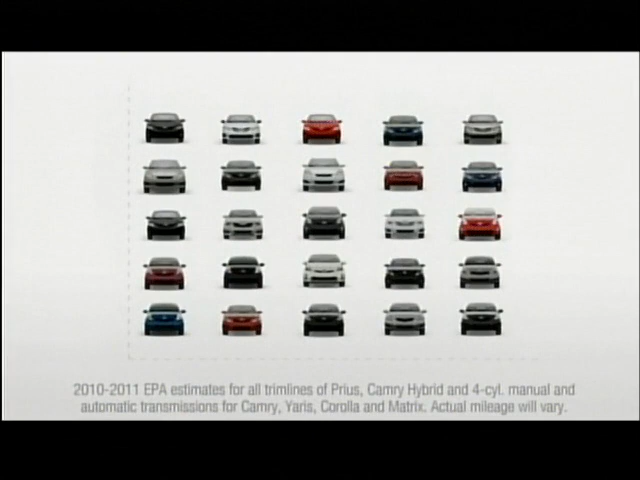 2010-2011 EPA estimates for all trimlines of Prius, Camry Hybrid and 4-cyl. manual and
automatic transmissions for Camry, Yaris, Corolla and Matrix. Actual mileage will vary.